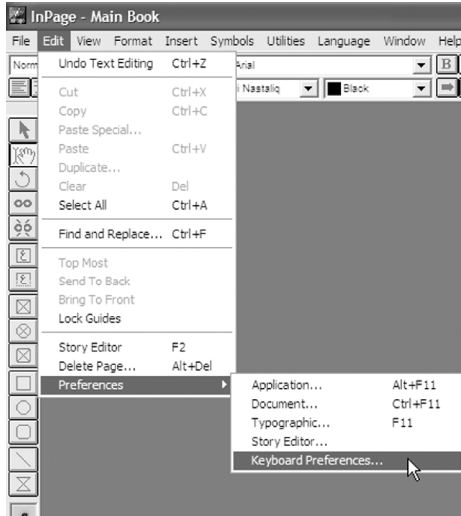 InPage - Main Book
File Edit View Format Insert Symbols Utilities Language Window Help
Norm Arial B
i Nastaliq Black
Undo Text Editing Ctrl+Z
Cut Ctrl+X
Copy Ctrl+C
Paste Special...
Paste Ctrl+V
Duplicate...
Clear Del
Select All Ctrl+A
Find and Replace... Ctrl+F
Top Most
Send To Back
Bring To Front
Lock Guides
Story Editor F2
Delete Page... Alt+Del
Preferences
Application... Alt+F11
Document... Ctrl+F11
Typographic... F11
Story Editor...
Keyboard Preferences...